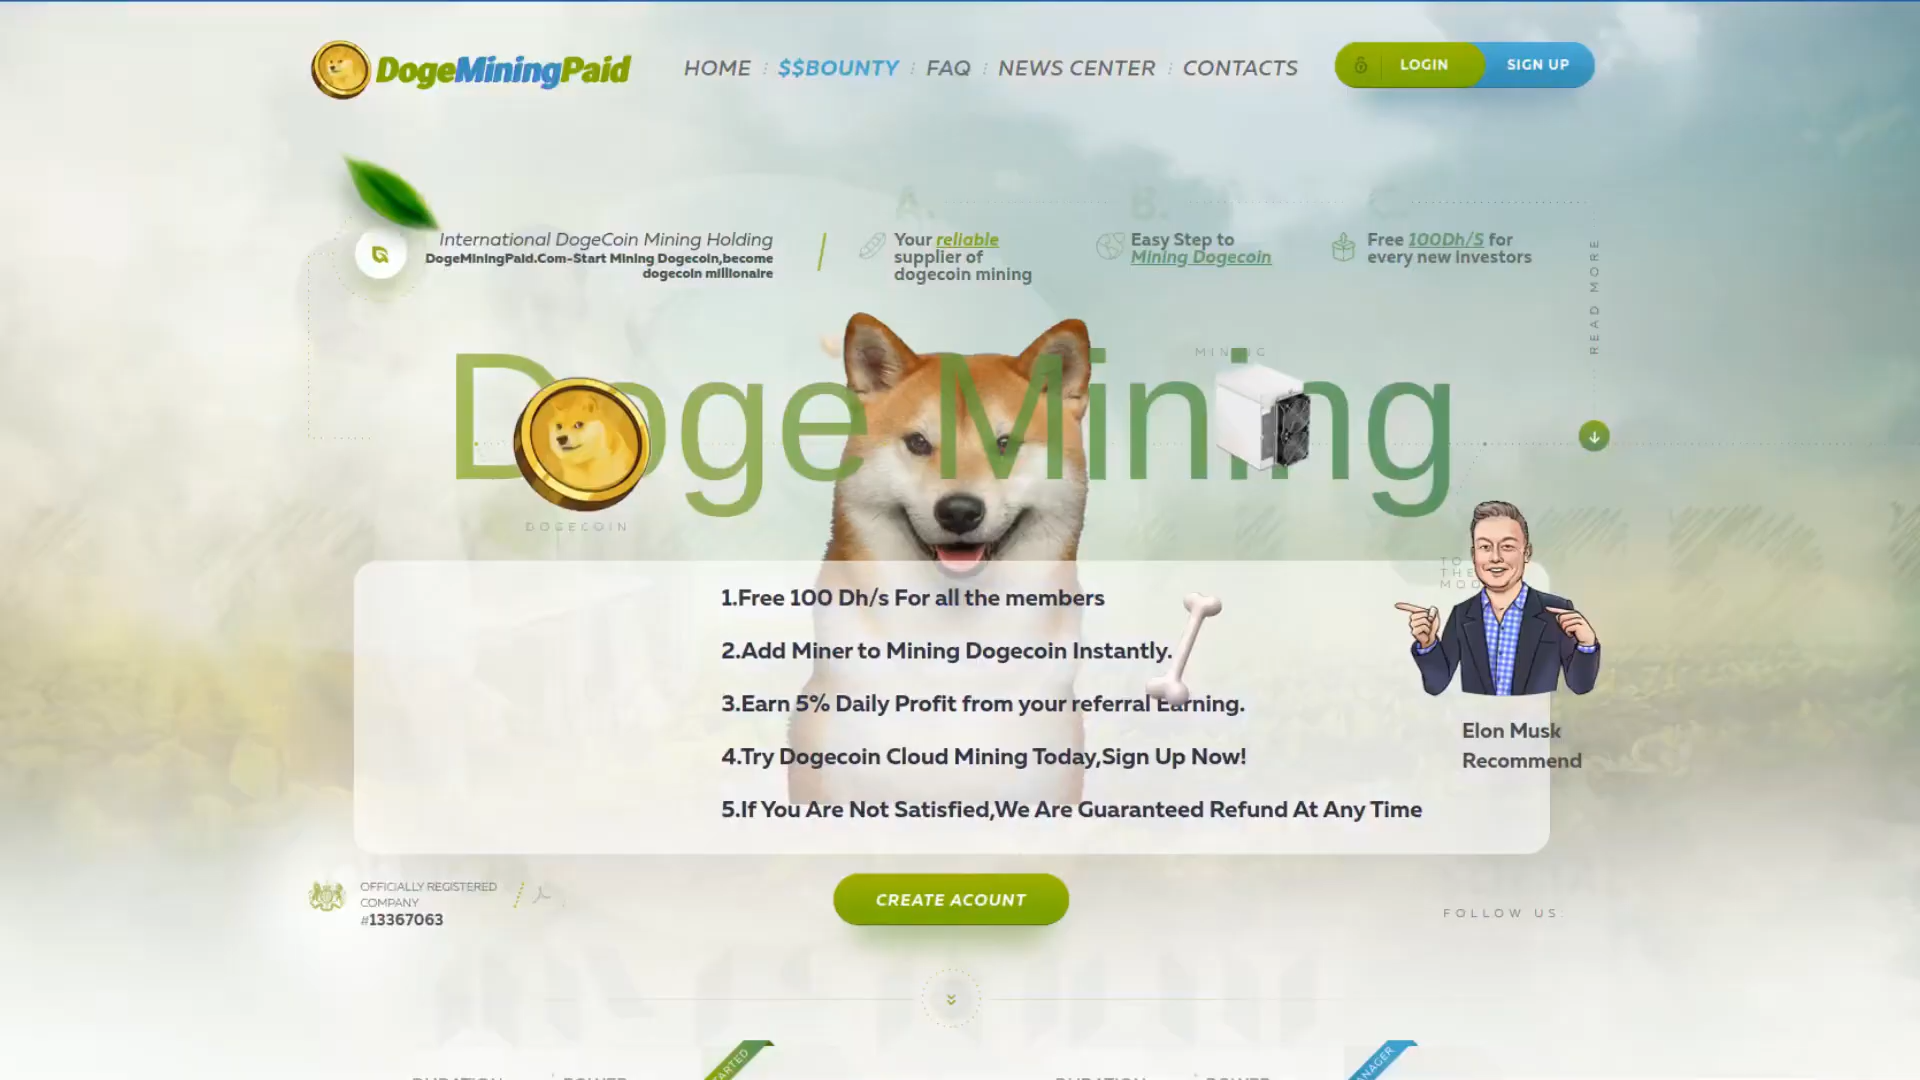 DogeMiningPaid
HOME : $$BOUNTY : FAQ : NEWS CENTER : CONTACTS
LOGIN
SIGN UP
International DogeCoin Mining Holding
DogeMiningPaid.Com-Start Mining Dogecoin,become
dogecoin millionaire
A.
Your reliable
supplier of
dogecoin mining
B.
Easy Step to
Mining Dogecoin
C.
Free 100Dh/S for
every new investors
READ MORE
MINING
Doge Mining
DOGECOIN
TO
THE
1.Free 100 Dh/s For all the members
2.Add Miner to Mining Dogecoin Instantly.
3.Earn 5% Daily Profit from your referral Earning.
4.Try Dogecoin Cloud Mining Today,Sign Up Now!
5.If You Are Not Satisfied,We Are Guaranteed Refund At Any Time
Elon Musk
Recommend
OFFICIALLY REGISTERED
COMPANY
#13367063
CREATE ACOUNT
FOLLOW US: